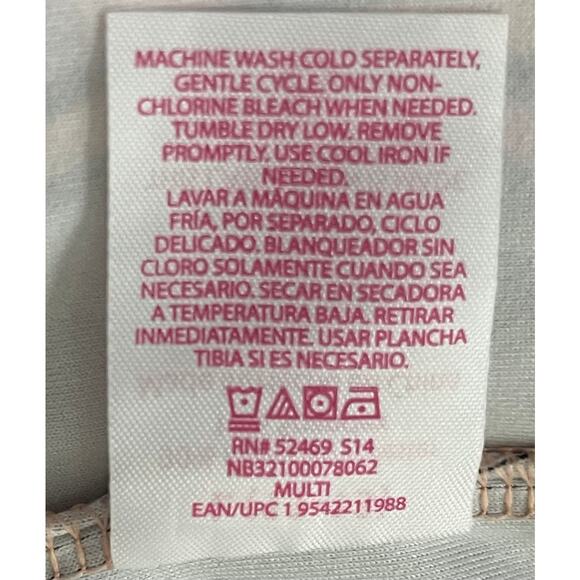 MACHINE WASH COLD SEPARATELY,
GENTLE CYCLE. ONLY NON-
CHLORINE BLEACH WHEN NEEDED.
TUMBLE DRY LOW. REMOVE
PROMPTLY. USE COOL IRON IF
NEEDED.
LAVAR A MÁQUINA EN AGUA
FRÍA, POR SEPARADO, CICLO
DELICADO. BLANQUEADOR SIN
CLORO SOLAMENTE CUANDO SEA
NECESARIO. SECAR EN SECADORA
A TEMPERATURA BAJA. RETIRAR
INMEDIATAMENTE. USAR PLANCHA
TIBIA SI ES NECESARIO.
RN# 52469 S14
NB32100078062
MULTI
EAN/UPC 1 9542211988